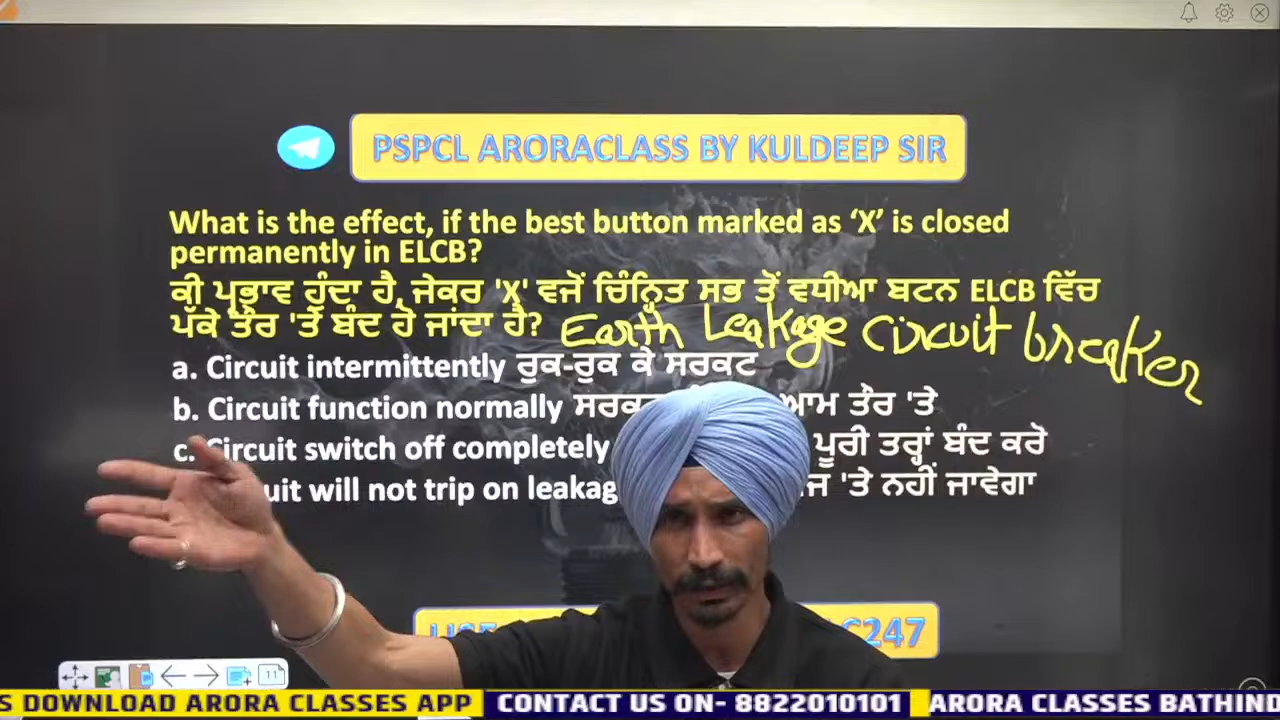 PSPCL ARORACLASS BY KULDEEP SIR
What is the effect, if the best button marked as ‘X’ is closed
permanently in ELCB?
ਕੀ ਪ੍ਰਭਾਵ ਹੁੰਦਾ ਹੈ, ਜੇਕਰ 'X' ਵਜੋਂ ਚਿੰਨ੍ਹਿਤ ਸਭ ਤੋਂ ਵਧੀਆ ਬਟਨ ELCB ਵਿੱਚ
ਪੱਕੇ ਤੌਰ 'ਤੇ ਬੰਦ ਹੋ ਜਾਂਦਾ ਹੈ?
Earth Leakage Circuit breaker
a. Circuit intermittently ਰੁਕ-ਰੁਕ ਕੇ ਸਰਕਟ
b. Circuit function normally ਆਮ ਤੌਰ 'ਤੇ
c. Circuit switch off completely ਪੂਰੀ ਤਰ੍ਹਾਂ ਬੰਦ ਕਰੋ
will not trip on 'ਤੇ ਨਹੀਂ ਜਾਵੇਗਾ
11
DOWNLOAD ARORA CLASSES APP CONTACT US ON- 8822010101 ARORA CLASSES